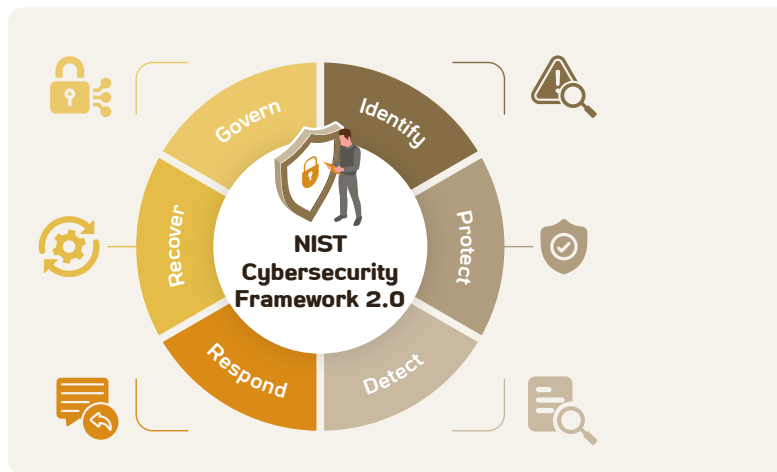 Govern
Identify
Protect
Detect
Respond
Recover
NIST
Cybersecurity
Framework 2.0